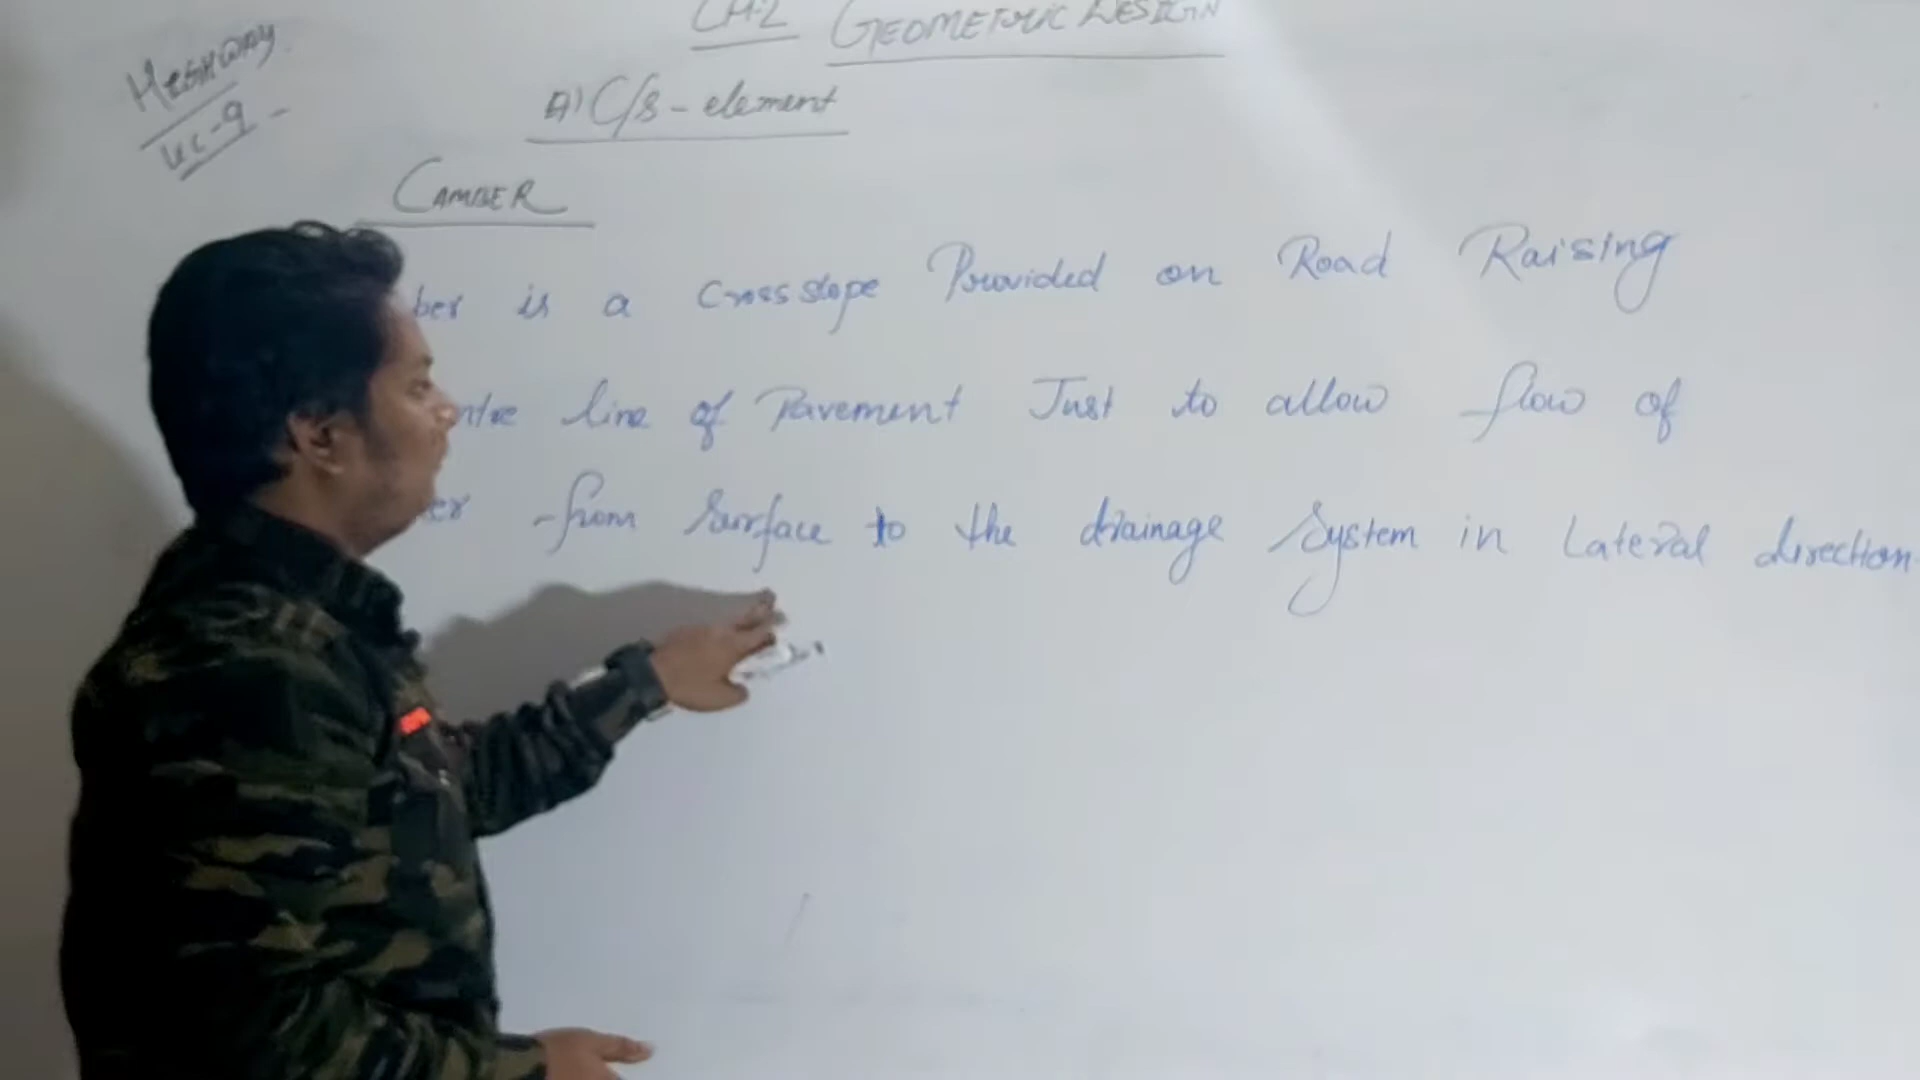 CH-2 GEOMETRIC DESIGN
HIGHWAY
Lec-9
A) C/S - element
CAMBER
ber is a Cross slope Provided on Road Raising
ntre line of Pavement Just to allow flow of
er from Surface to the drainage System in Lateral direction